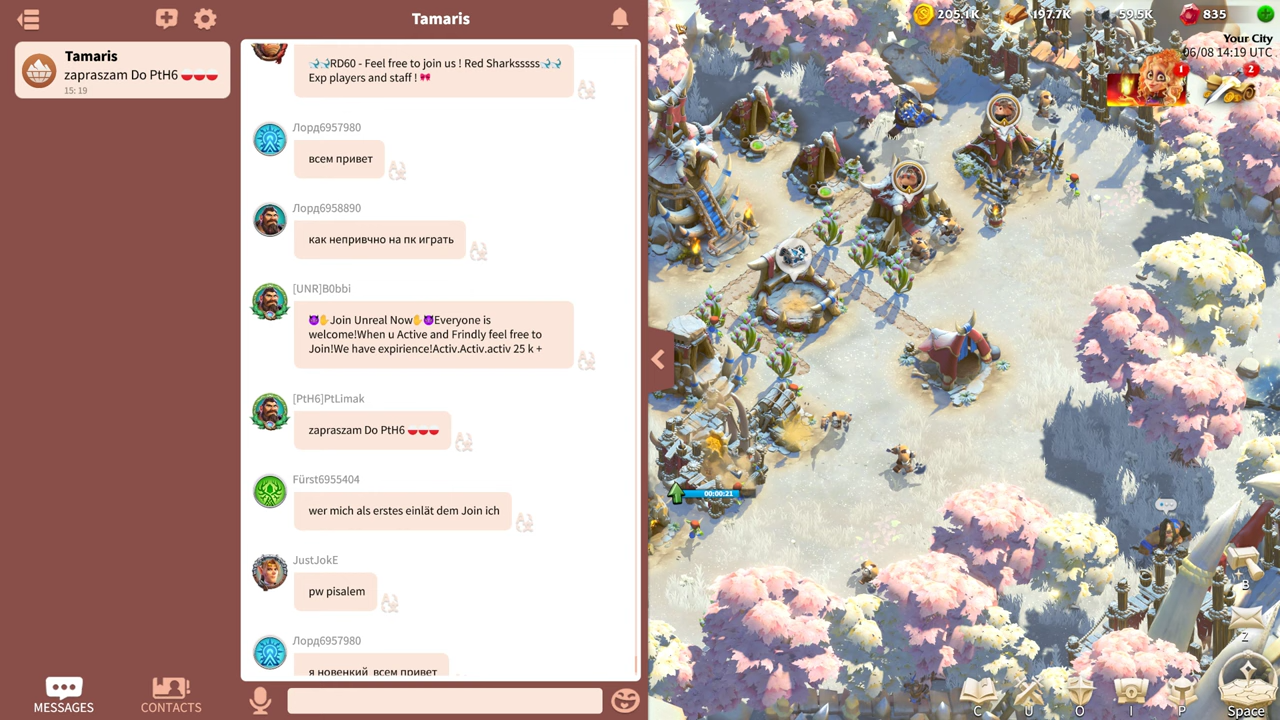 Tamaris
zapraszam Do PtH6
15: 19
MESSAGES
CONTACTS
Tamaris
RD60 - Feel free to join us ! Red Sharksssss
Exp players and staff !
Лорд6957980
всем привет
Лорд6958890
как непривчно на пк играть
[UNR]B0bbi
Join Unreal Now Everyone is
welcome!When u Active and Frindly feel free to
Join!We have expirience!Activ.Activ.activ 25 k +
[PtH6]PtLimak
zapraszam Do PtH6
Fürst6955404
wer mich als erstes einlät dem Join ich
JustJokE
pw pisalem
Лорд6957980
я новенкий всем привет
205.1K
197.7K
59.5K
835
Your City
06/08 14:19 UTC
1
2
00:00:21
3
Z
C
U
O
I
P
Space